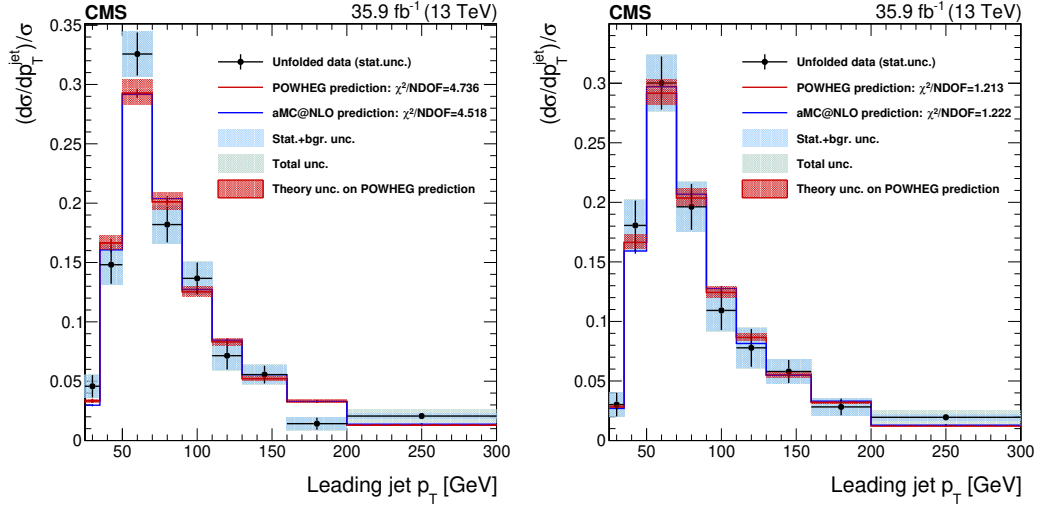 CMS 35.9 fb⁻¹ (13 TeV)
(dσ/dp_T^jet)/σ
0.35
0.3
0.25
0.2
0.15
0.1
0.05
0
Unfolded data (stat.unc.)
POWHEG prediction: χ²/NDOF=4.736
aMC@NLO prediction: χ²/NDOF=4.518
Stat.+bgr. unc.
Total unc.
Theory unc. on POWHEG prediction
50 100 150 200 250 300
Leading jet p_T [GeV]
CMS 35.9 fb⁻¹ (13 TeV)
(dσ/dp_T^jet)/σ
0.3
0.25
0.2
0.15
0.1
0.05
0
Unfolded data (stat.unc.)
POWHEG prediction: χ²/NDOF=1.213
aMC@NLO prediction: χ²/NDOF=1.222
Stat.+bgr. unc.
Total unc.
Theory unc. on POWHEG prediction
50 100 150 200 250 300
Leading jet p_T [GeV]